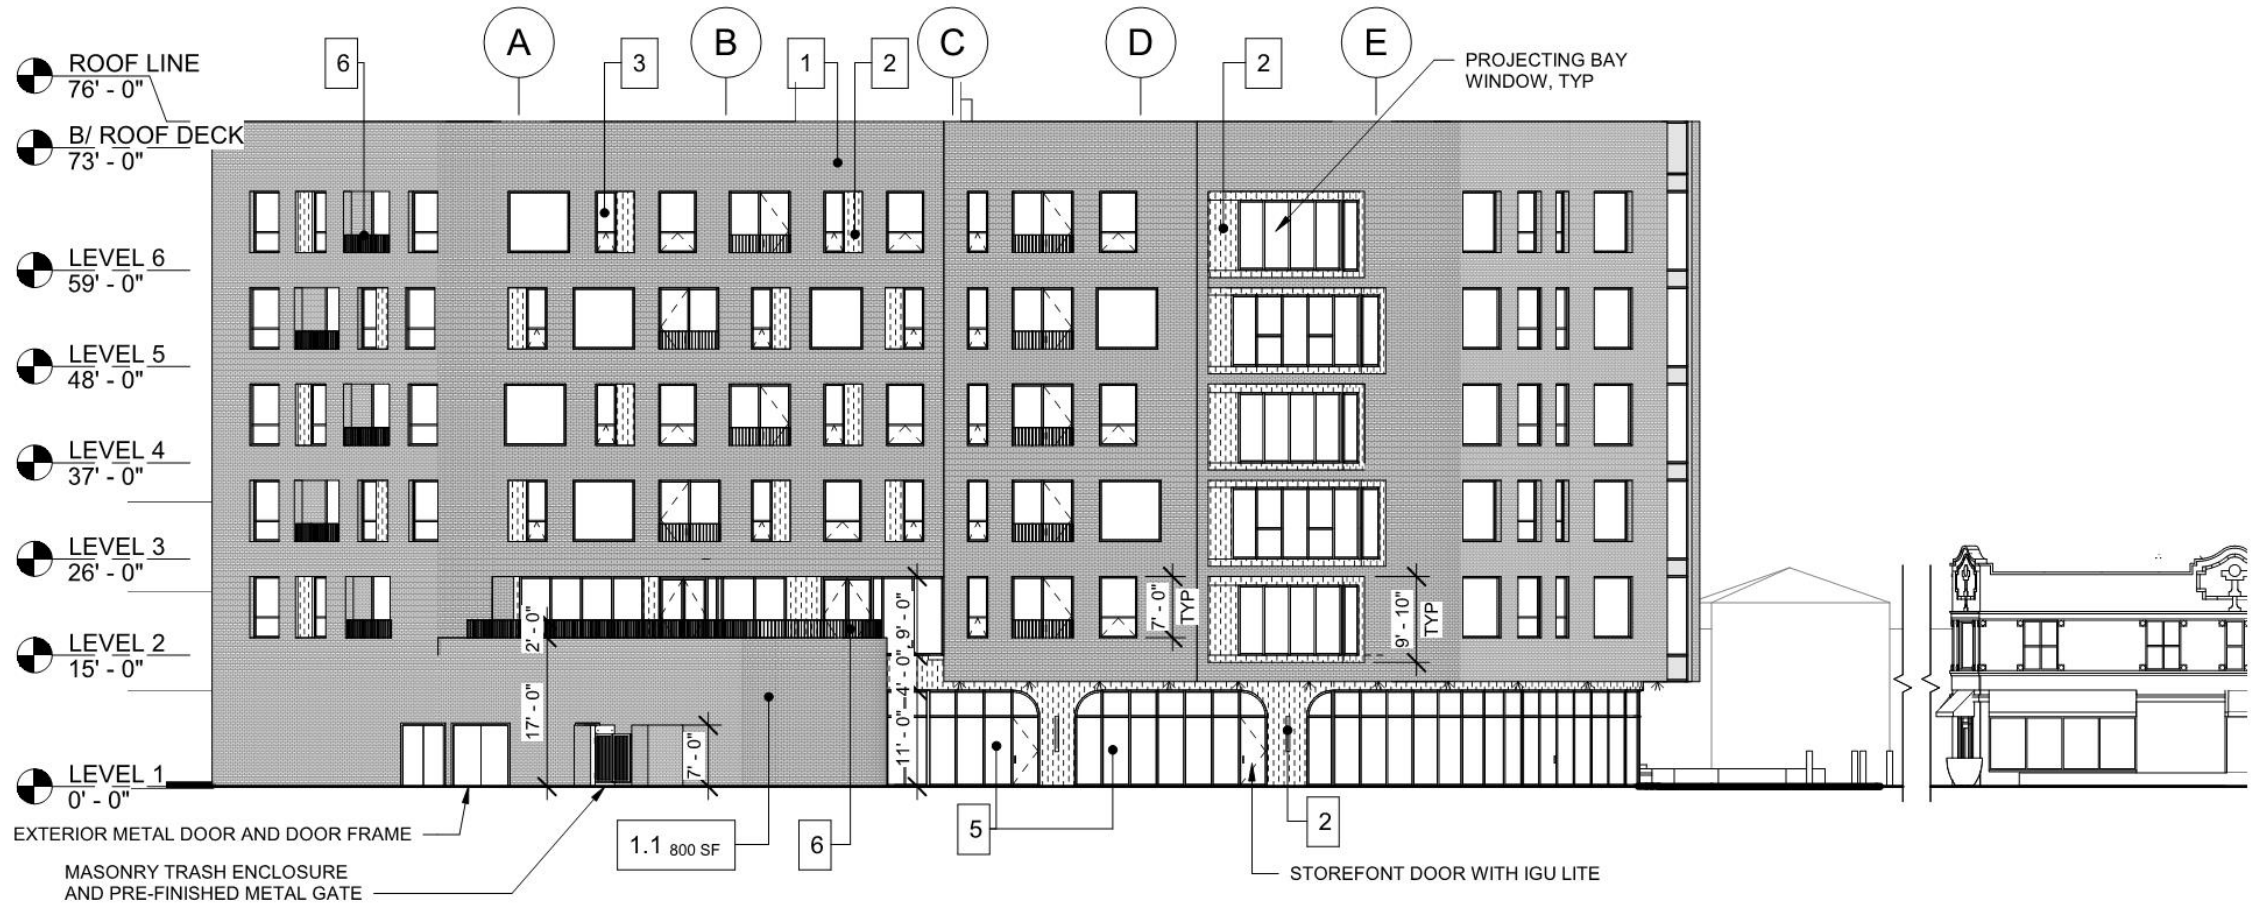 A
B
C
D
E
6
3
1
2
2
PROJECTING BAY
WINDOW, TYP
ROOF LINE
76' - 0"
B/ ROOF DECK
73' - 0"
LEVEL 6
59' - 0"
LEVEL 5
48' - 0"
LEVEL 4
37' - 0"
LEVEL 3
26' - 0"
LEVEL 2
15' - 0"
LEVEL 1
0' - 0"
2' - 0"
17' - 0"
7' - 0"
9' - 0"
4' - 0"
11' - 0"
7' - 0"
TYP
9' - 10"
TYP
EXTERIOR METAL DOOR AND DOOR FRAME
MASONRY TRASH ENCLOSURE
AND PRE-FINISHED METAL GATE
1.1 800 SF
6
5
2
STOREFONT DOOR WITH IGU LITE